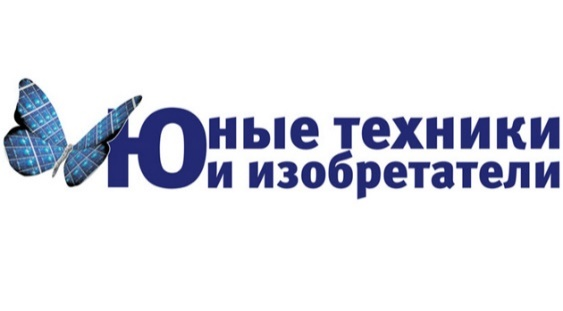 Юные техники
и изобретатели